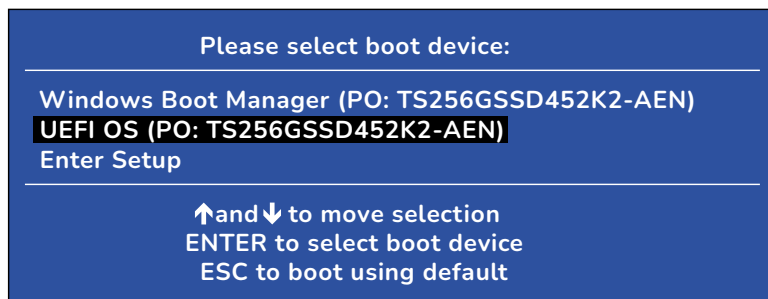 Please select boot device:
Windows Boot Manager (PO: TS256GSSD452K2-AEN)
UEFI OS (PO: TS256GSSD452K2-AEN)
Enter Setup
↑and↓ to move selection
ENTER to select boot device
ESC to boot using default